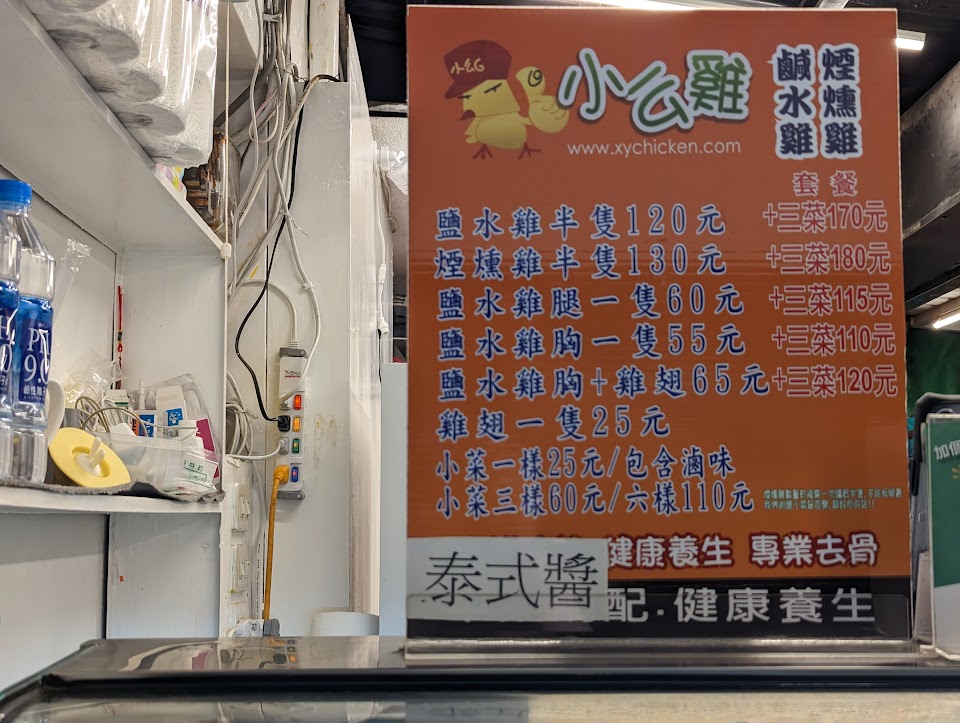 小么G
小么雞
www.xychicken.com
鹹水雞
煙燻雞
套餐
鹽水雞半隻120元 +三菜170元
煙燻雞半隻130元 +三菜180元
鹽水雞腿一隻60元 +三菜115元
鹽水雞胸一隻55元 +三菜110元
鹽水雞胸+雞翅65元 +三菜120元
雞翅一隻25元
小菜一樣25元/包含滷味
小菜三樣60元/六樣110元
健康養生 專業去骨
泰式醬
配.健康養生
加個